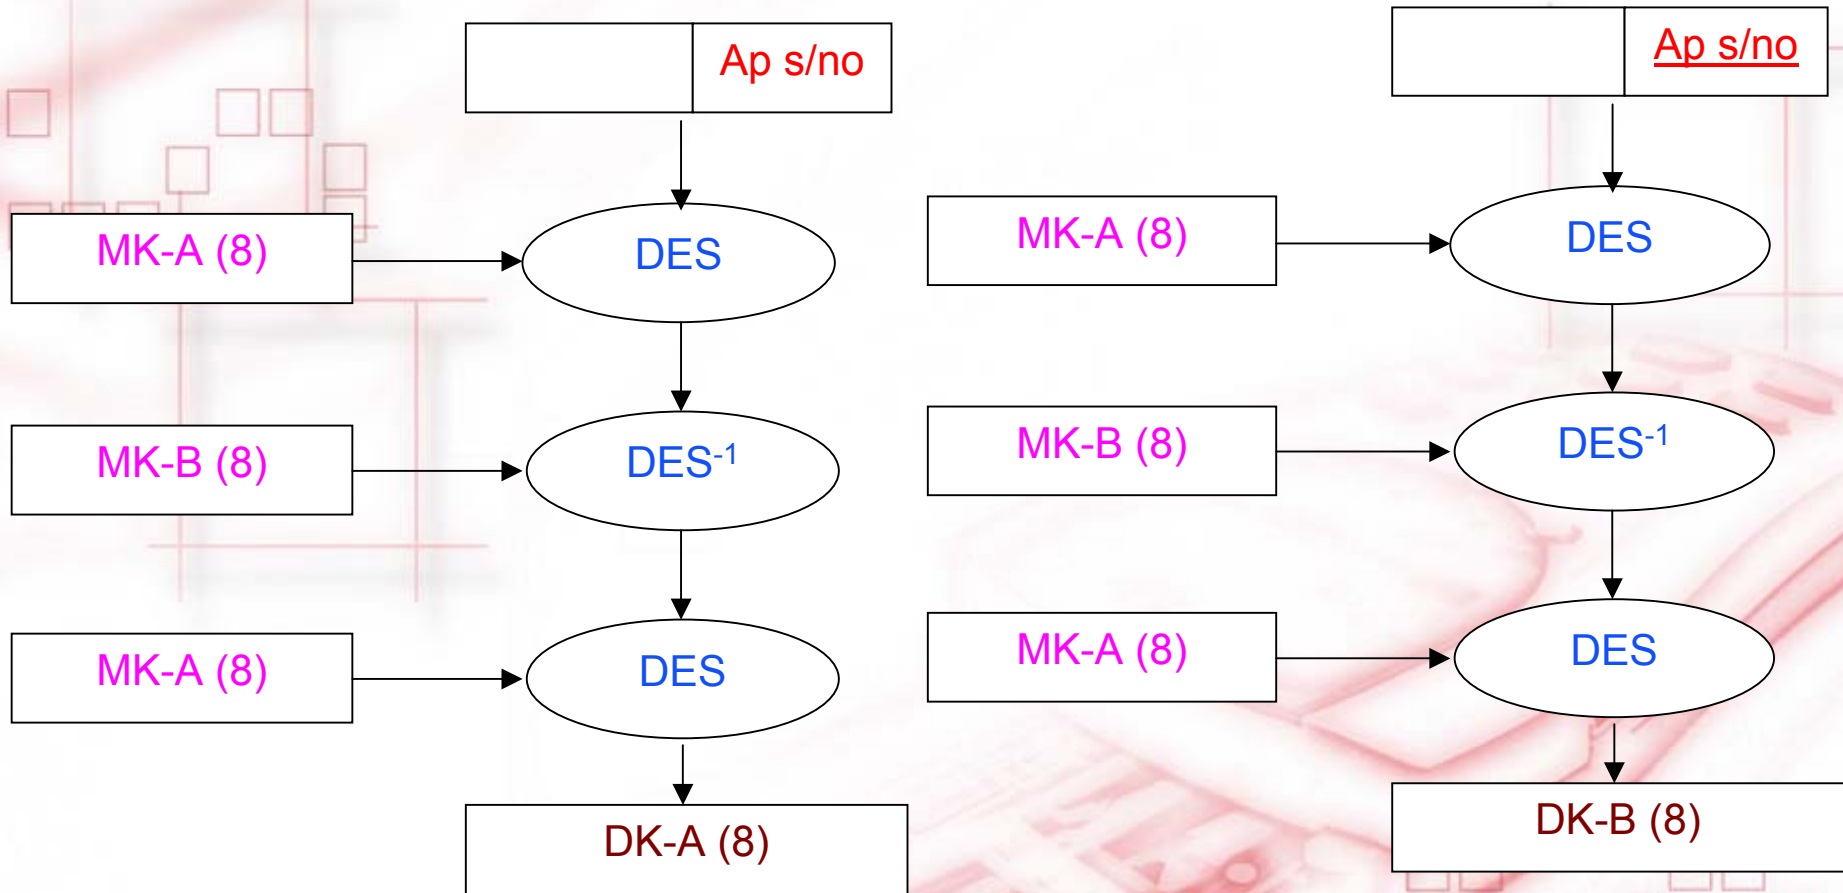 Ap s/no
MK-A (8)
DES
MK-B (8)
DES-1
MK-A (8)
DES
DK-A (8)
Ap s/no
MK-A (8)
DES
MK-B (8)
DES-1
MK-A (8)
DES
DK-B (8)